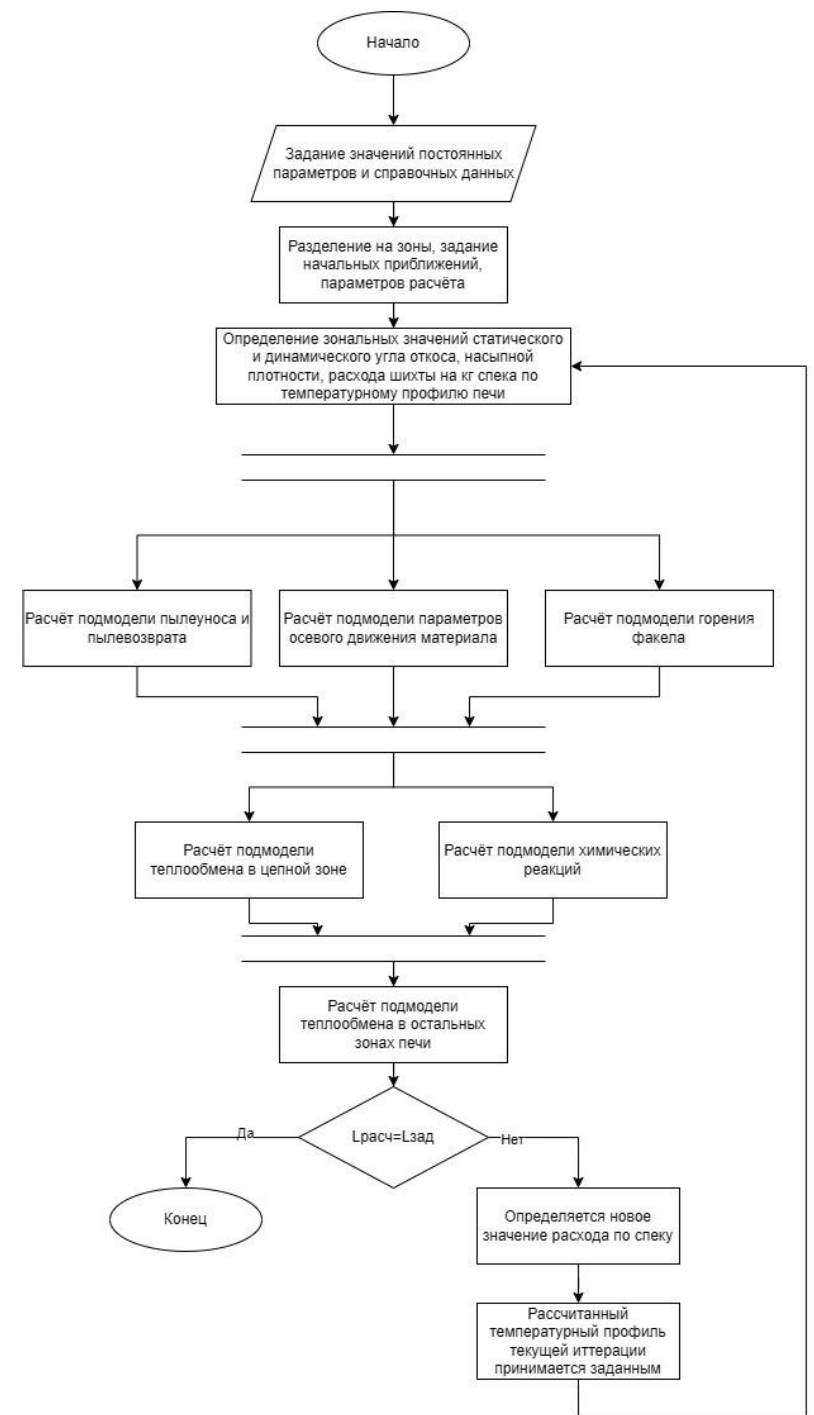 Начало
Задание значений постоянных
параметров и справочных данных
Разделение на зоны, задание
начальных приближений,
параметров расчёта
Определение зональных значений статического
и динамического угла откоса, насыпной
плотности, расхода шихты на кг спека по
температурному профилю печи
Расчёт подмодели пылеуноса и
пылевозврата
Расчёт подмодели параметров
осевого движения материала
Расчёт подмодели горения
факела
Расчёт подмодели
теплообмена в цепной зоне
Расчёт подмодели химических
реакций
Расчёт подмодели
теплообмена в остальных
зонах печи
Да
Lрасч=Lзад
Нет
Конец
Определяется новое
значение расхода по спеку
Рассчитанный
температурный профиль
текущей иттерации
принимается заданным